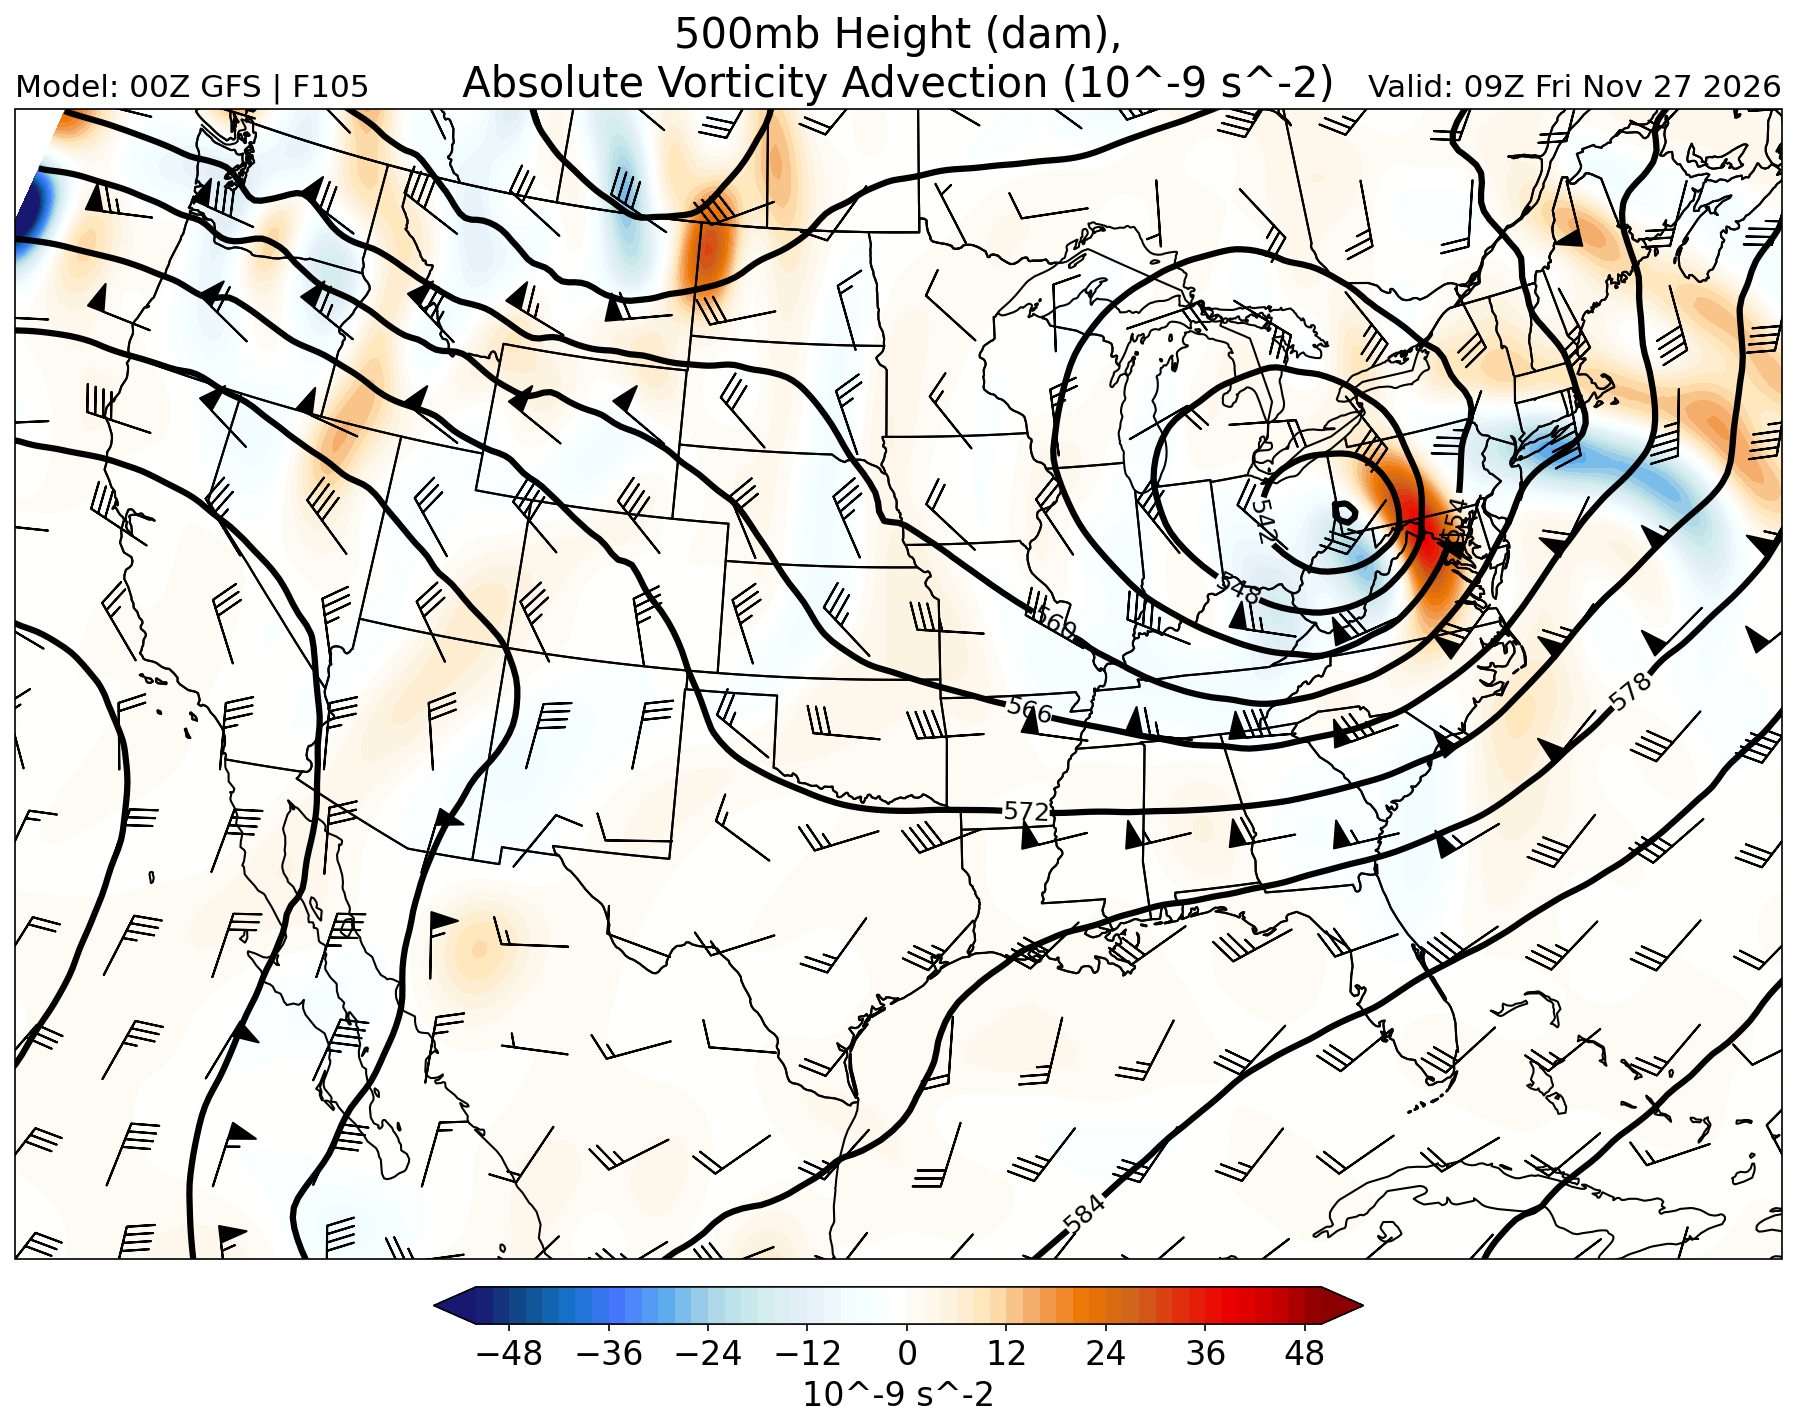 500mb Height (dam),
Model: 00Z GFS | F105
Absolute Vorticity Advection (10^-9 s^-2)
Valid: 09Z Fri Nov 27 2026
542
554
548
560
566
578
572
584
−48 −36 −24 −12 0 12 24 36 48
10^-9 s^-2